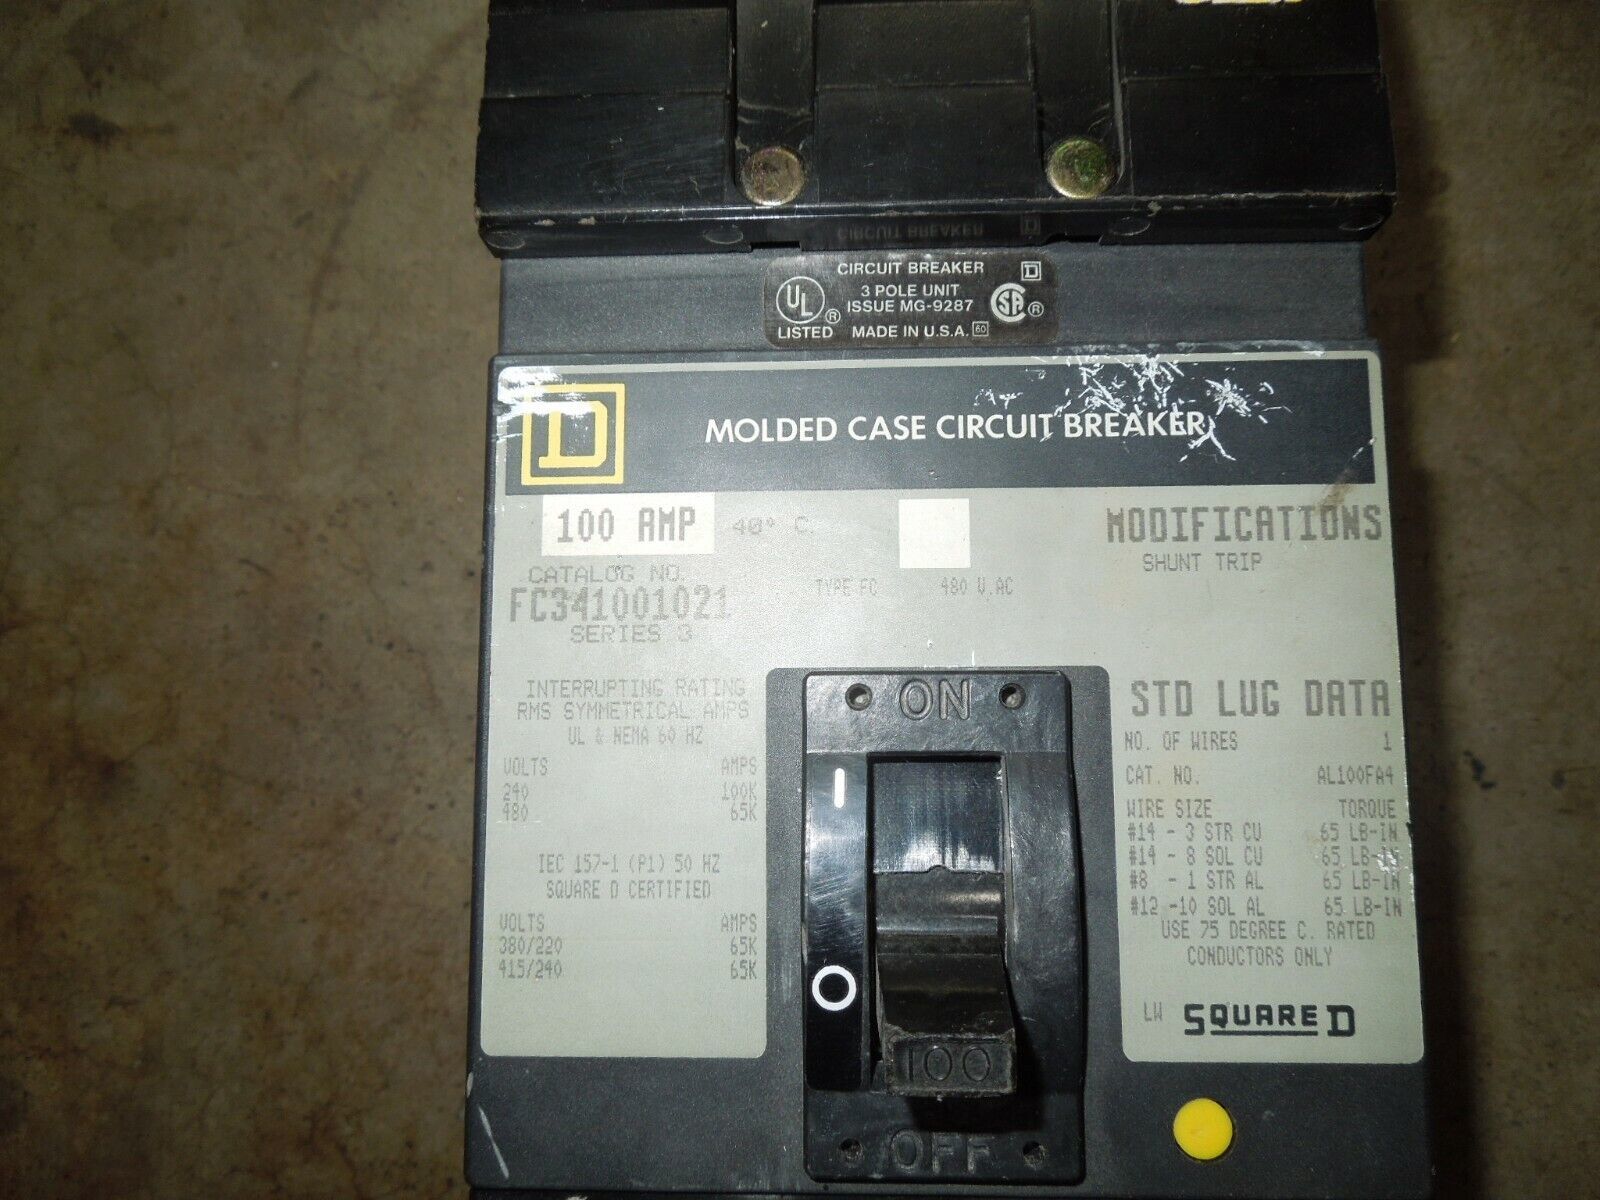 CIRCUIT BREAKER D
CIRCUIT BREAKER D
3 POLE UNIT
UL ® ISSUE MG-9287 SA ®
LISTED MADE IN U.S.A. 60
D MOLDED CASE CIRCUIT BREAKER
100 AMP 40° C
MODIFICATIONS
SHUNT TRIP
CATALOG NO.
FC341001021
SERIES 3
TYPE FC 480 V.AC
INTERRUPTING RATING
RMS SYMMETRICAL AMPS
UL & NEMA 60 HZ
VOLTS AMPS
240 100K
480 65K
IEC 157-1 (P1) 50 HZ
SQUARE D CERTIFIED
VOLTS AMPS
380/220 65K
415/240 65K
ON
I
O
100
OFF
STD LUG DATA
NO. OF WIRES 1
CAT. NO. AL100FA4
WIRE SIZE TORQUE
#14 - 3 STR CU 65 LB-IN
#14 - 8 SOL CU 65 LB-IN
#8 - 1 STR AL 65 LB-IN
#12 -10 SOL AL 65 LB-IN
USE 75 DEGREE C. RATED
CONDUCTORS ONLY
LW SQUARE D